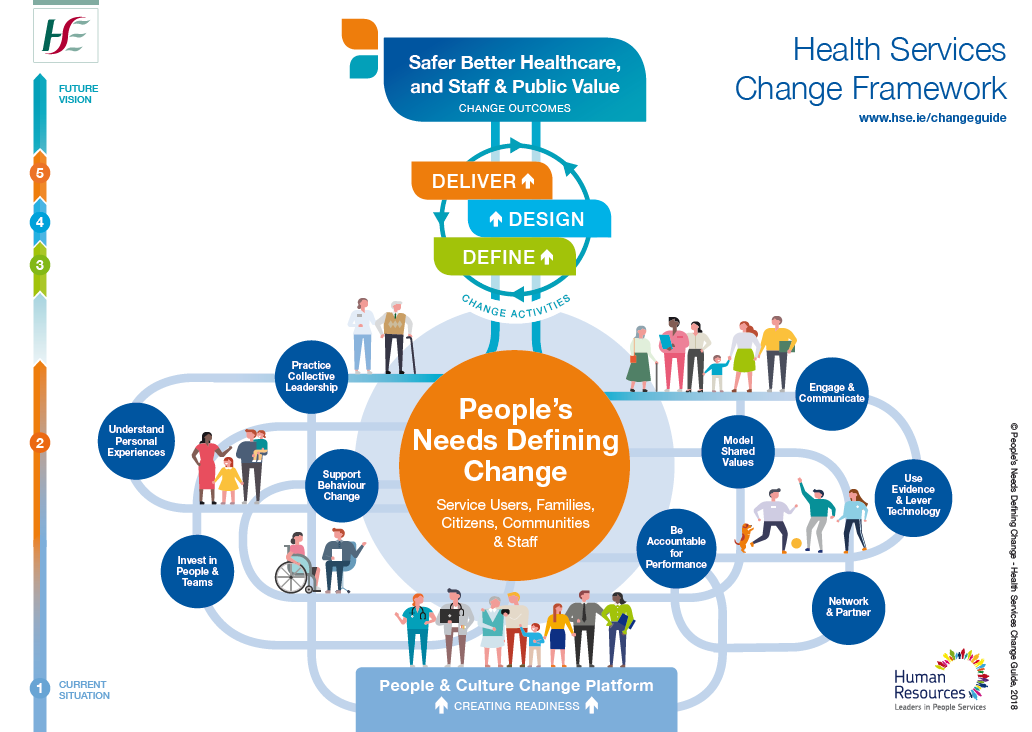 HSE
Health Services
Change Framework
www.hse.ie/changeguide
Safer Better Healthcare,
and Staff & Public Value
CHANGE OUTCOMES
FUTURE
VISION
5
4
3
2
1
CURRENT
SITUATION
DELIVER
DESIGN
DEFINE
CHANGE ACTIVITIES
Practice
Collective
Leadership
Understand
Personal
Experiences
Support
Behaviour
Change
Invest in
People &
Teams
People's
Needs Defining
Change
Service Users, Families,
Citizens, Communities
& Staff
Engage &
Communicate
Model
Shared
Values
Use
Evidence
& Lever
Technology
Be
Accountable
for
Performance
Network
& Partner
People & Culture Change Platform
CREATING READINESS
Human
Resources
Leaders in People Services
© People's Needs Defining Change - Health Services Change Guide, 2018